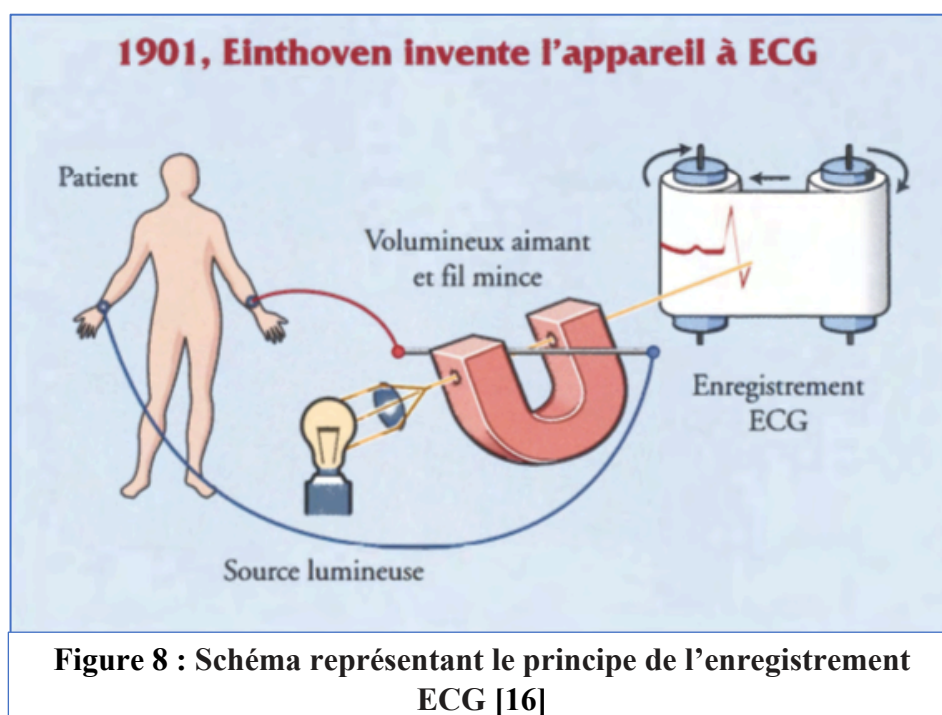 1901, Einthoven invente l'appareil à ECG
Patient
Volumineux aimant
et fil mince
Enregistrement
ECG
Source lumineuse
Figure 8 : Schéma représentant le principe de l'enregistrement
ECG [16]